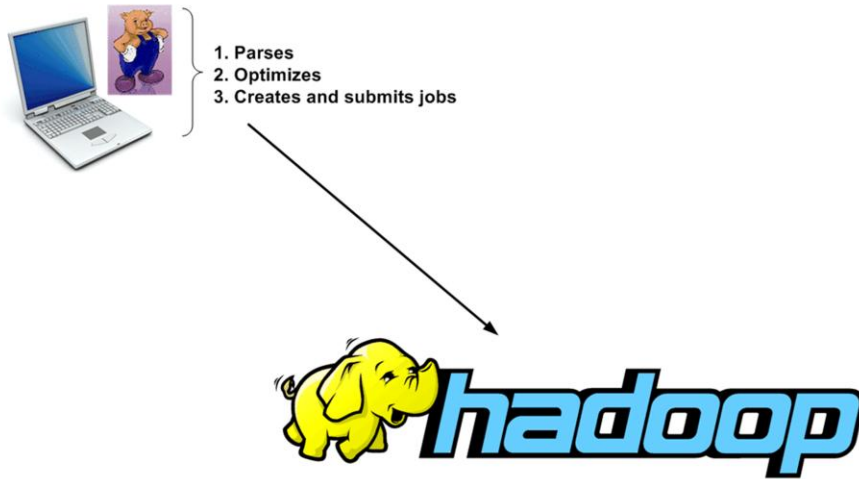 1. Parses
2. Optimizes
3. Creates and submits jobs
hadoop